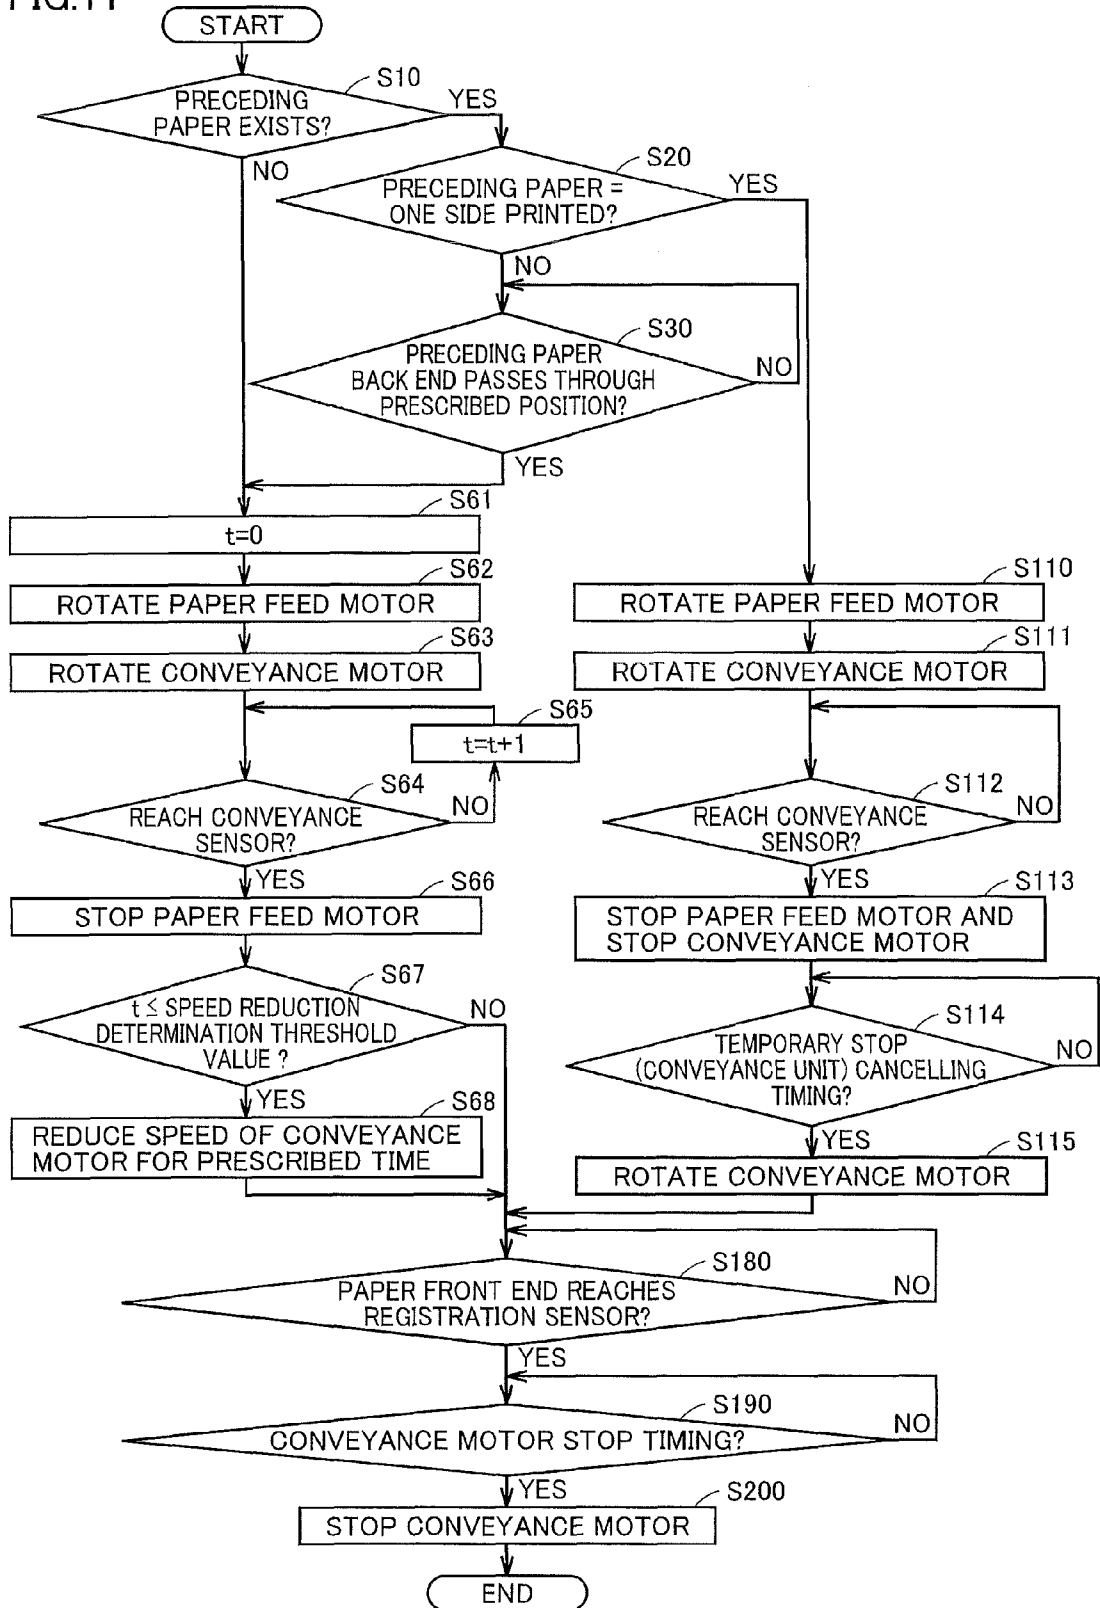 START
S10
PRECEDING
PAPER EXISTS?
YES
NO
S20
PRECEDING PAPER =
ONE SIDE PRINTED?
YES
NO
S30
PRECEDING PAPER
BACK END PASSES THROUGH
PRESCRIBED POSITION?
NO
YES
S61
t=0
S62
ROTATE PAPER FEED MOTOR
S63
ROTATE CONVEYANCE MOTOR
S65
t=t+1
S64
REACH CONVEYANCE
SENSOR?
NO
YES
S66
STOP PAPER FEED MOTOR
S67
t ≤ SPEED REDUCTION
DETERMINATION THRESHOLD
VALUE ?
NO
YES
S68
REDUCE SPEED OF CONVEYANCE
MOTOR FOR PRESCRIBED TIME
S110
ROTATE PAPER FEED MOTOR
S111
ROTATE CONVEYANCE MOTOR
S112
REACH CONVEYANCE
SENSOR?
NO
YES
S113
STOP PAPER FEED MOTOR AND
STOP CONVEYANCE MOTOR
S114
TEMPORARY STOP
(CONVEYANCE UNIT) CANCELLING
TIMING?
NO
YES
S115
ROTATE CONVEYANCE MOTOR
S180
PAPER FRONT END REACHES
REGISTRATION SENSOR?
NO
YES
S190
CONVEYANCE MOTOR STOP TIMING?
NO
YES
S200
STOP CONVEYANCE MOTOR
END